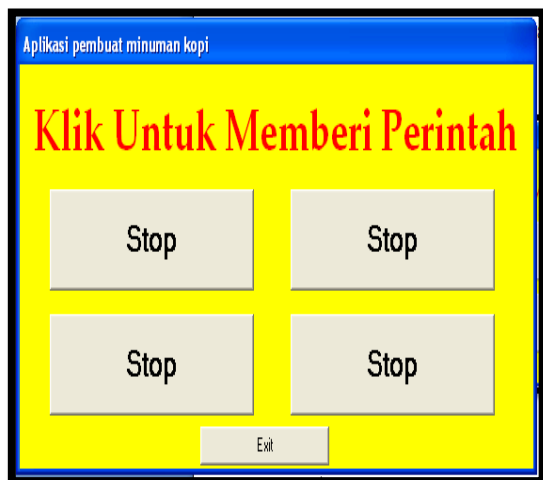 Aplikasi pembuat minuman kopi
Klik Untuk Memberi Perintah
Stop Stop
Stop Stop
Exit